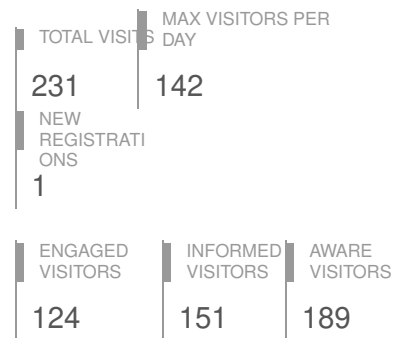 TOTAL VISITS
MAX VISITORS PER
DAY
231
142
NEW
REGISTRATI
ONS
1
ENGAGED
VISITORS
INFORMED
VISITORS
AWARE
VISITORS
124
151
189